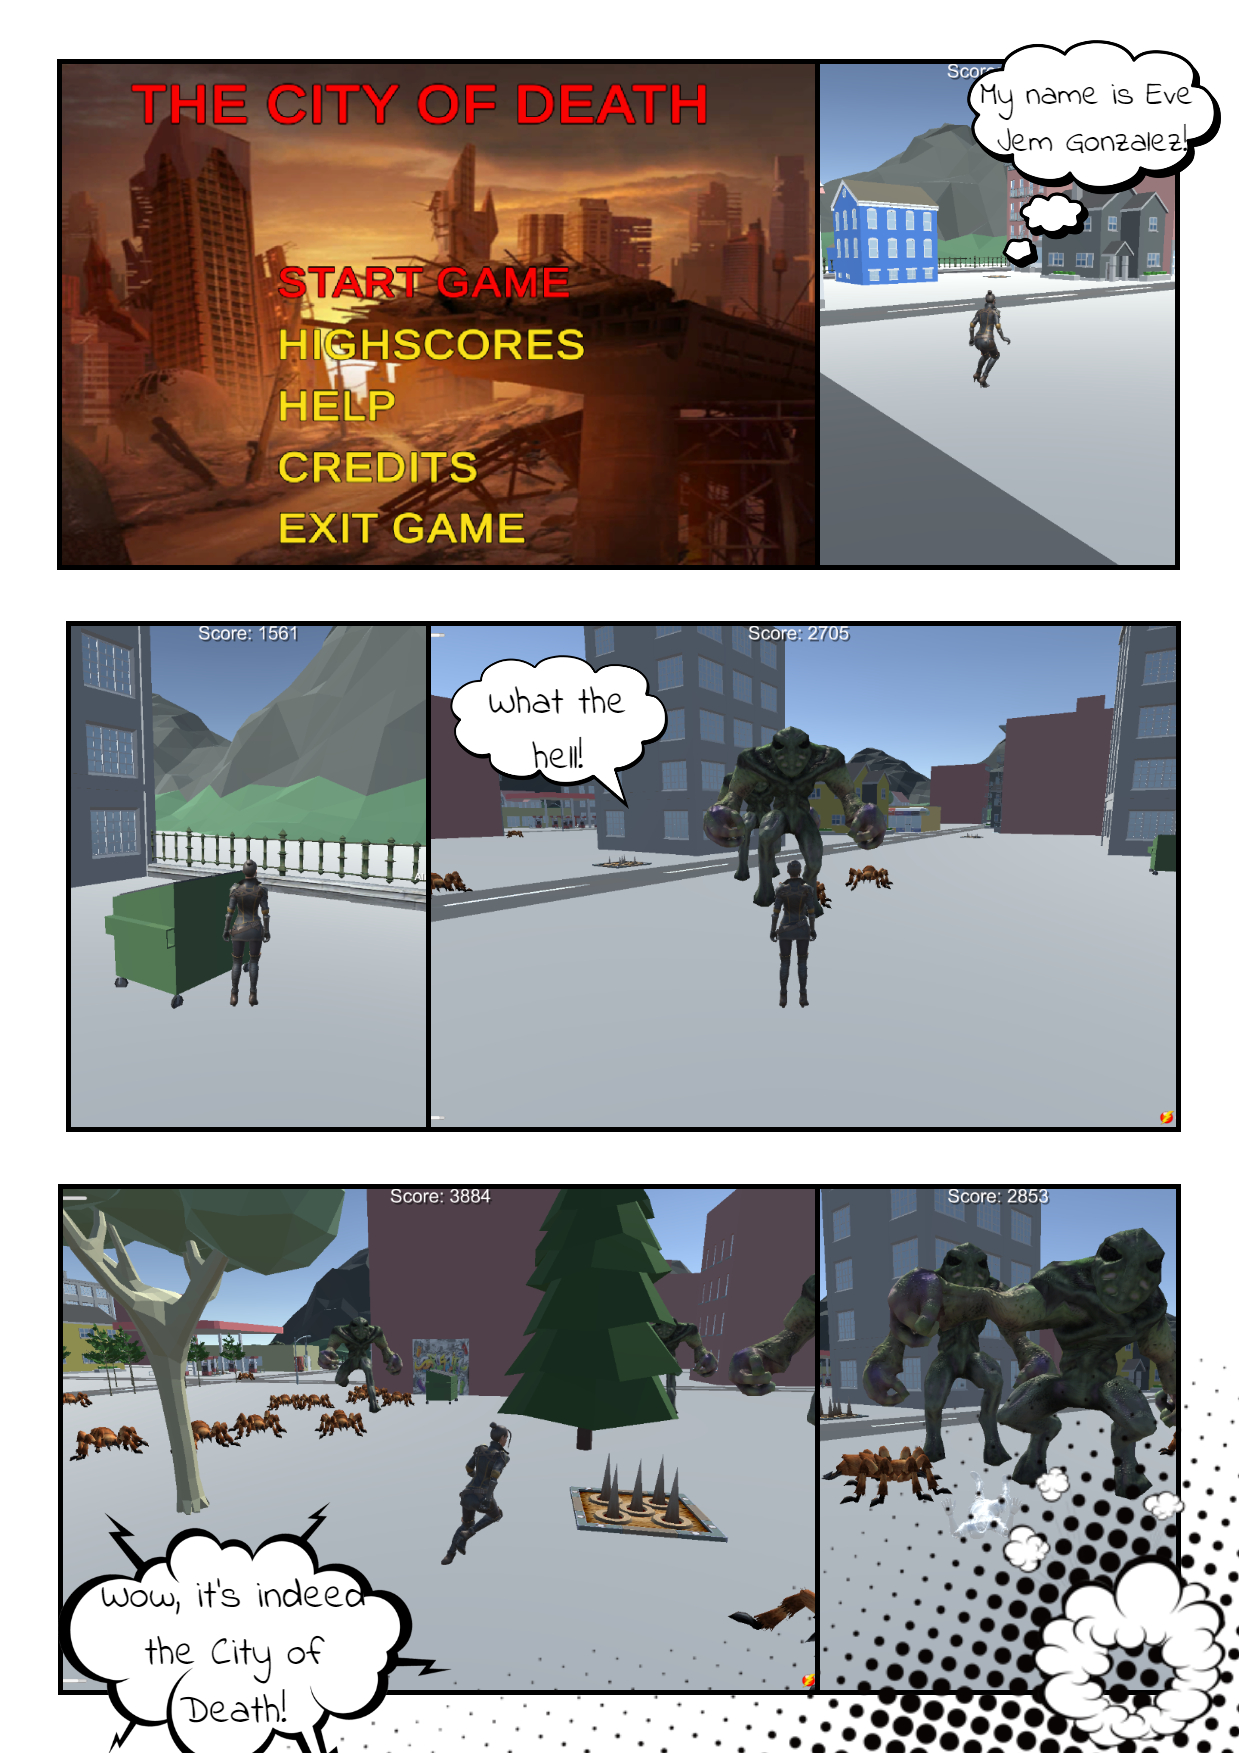 THE CITY OF DEATH
START GAME
HIGHSCORES
HELP
CREDITS
EXIT GAME
My name is Eve
Jem Gonzalez!
Score: 1561
Score: 2705
What the
hell!
Score: 3884
Wow, it's indeed
the City of
Death!
Score: 2853